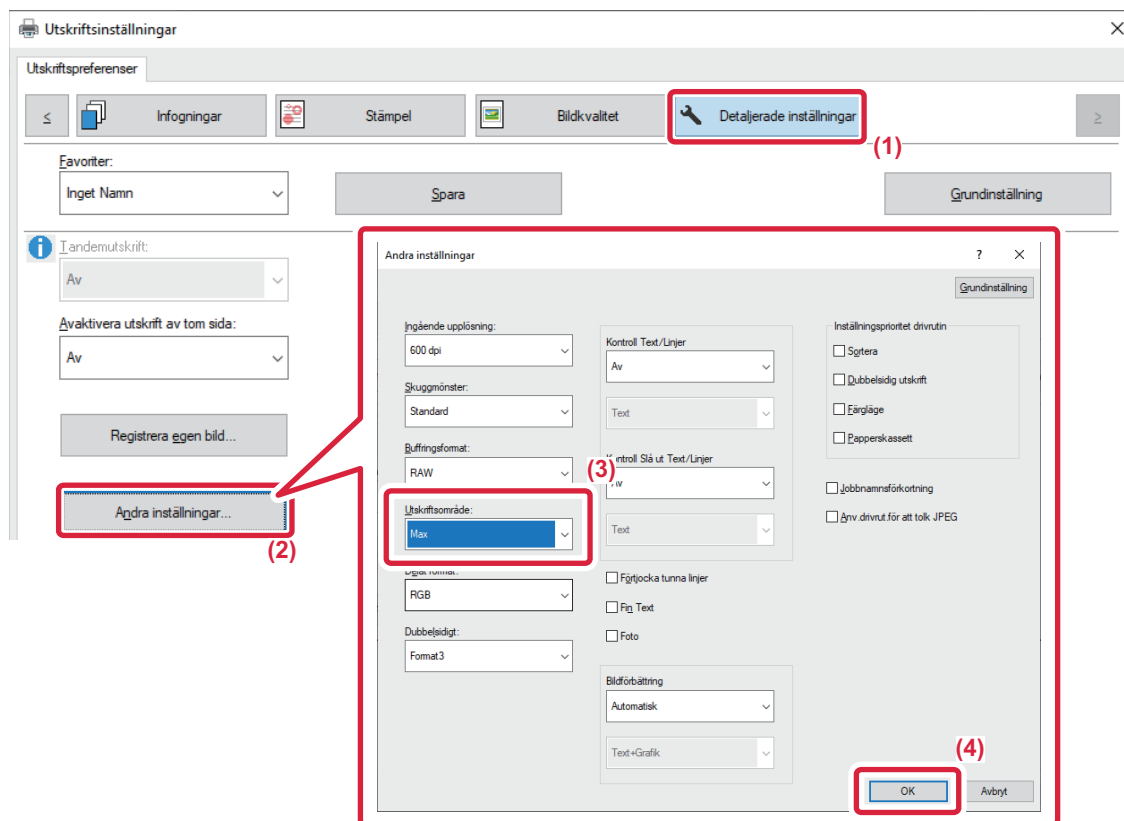 Utskriftsinställningar
Utskriftspreferenser
<
Infogningar
Stämpel
Bildkvalitet
Detaljerade inställningar
>
(1)
Favoriter:
Inget Namn
Spara
Grundinställning
Tandemutskrift:
Av
Avaktivera utskrift av tom sida:
Av
Registrera egen bild...
Andra inställningar...
(2)
Andra inställningar
?
Grundinställning
Ingående upplösning:
600 dpi
Skuggmönster:
Standard
Buffringsformat:
RAW
(3)
Utskriftsområde:
Max
RGB
Dubbelsidigt:
Format3
Kontroll Text/Linjer
Av
Text
Kontroll Slå ut Text/Linjer
Av
Text
Förtjocka tunna linjer
Fin Text
Foto
Bildförbättring
Automatisk
Text+Grafik
Inställningsprioritet drivrutin
Sortera
Dubbelsidig utskrift
Färgläge
Papperskassett
Jobbnamnsförkortning
Anv.drivrut.för att tolk JPEG
(4)
OK
Avbryt